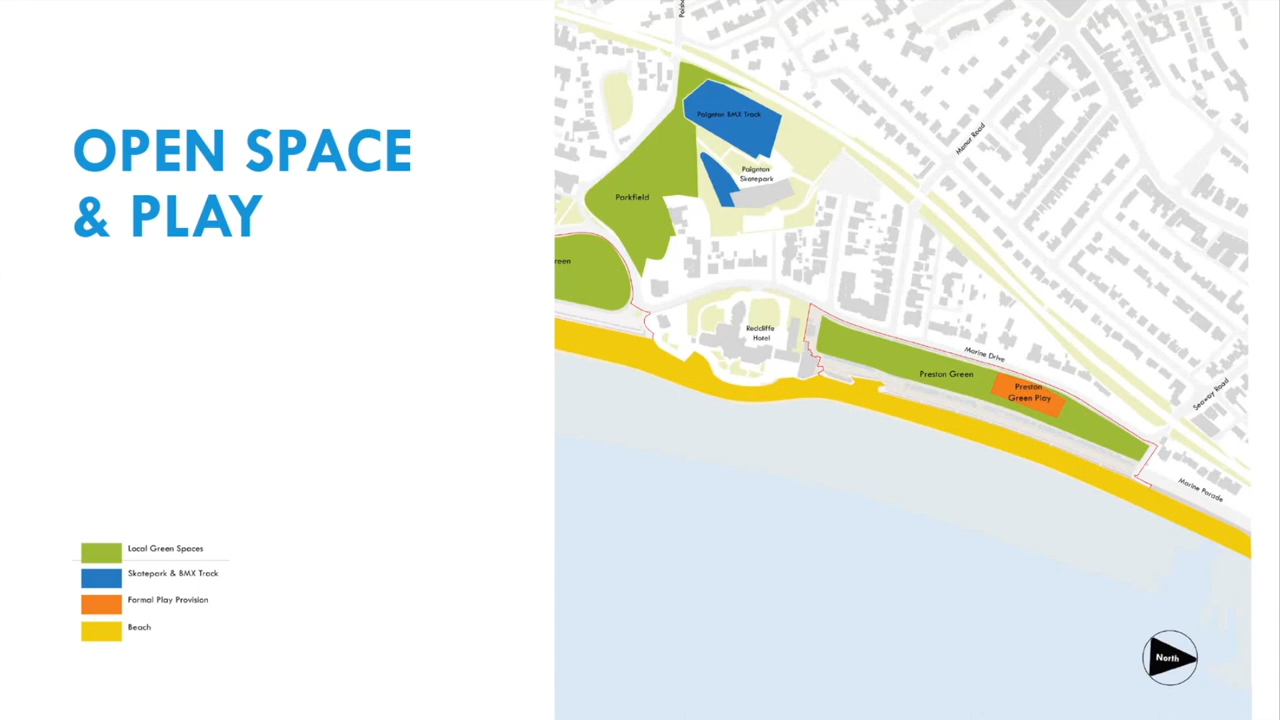 OPEN SPACE
& PLAY
Local Green Spaces
Skatepark & BMX Track
Formal Play Provision
Beach
Paignton BMX Track
Paignton
Skatepark
Parkfield
reen
Redcliffe
Hotel
Manor Road
Marine Drive
Preston Green
Preston
Green Play
Seaway Road
Marine Parade
North